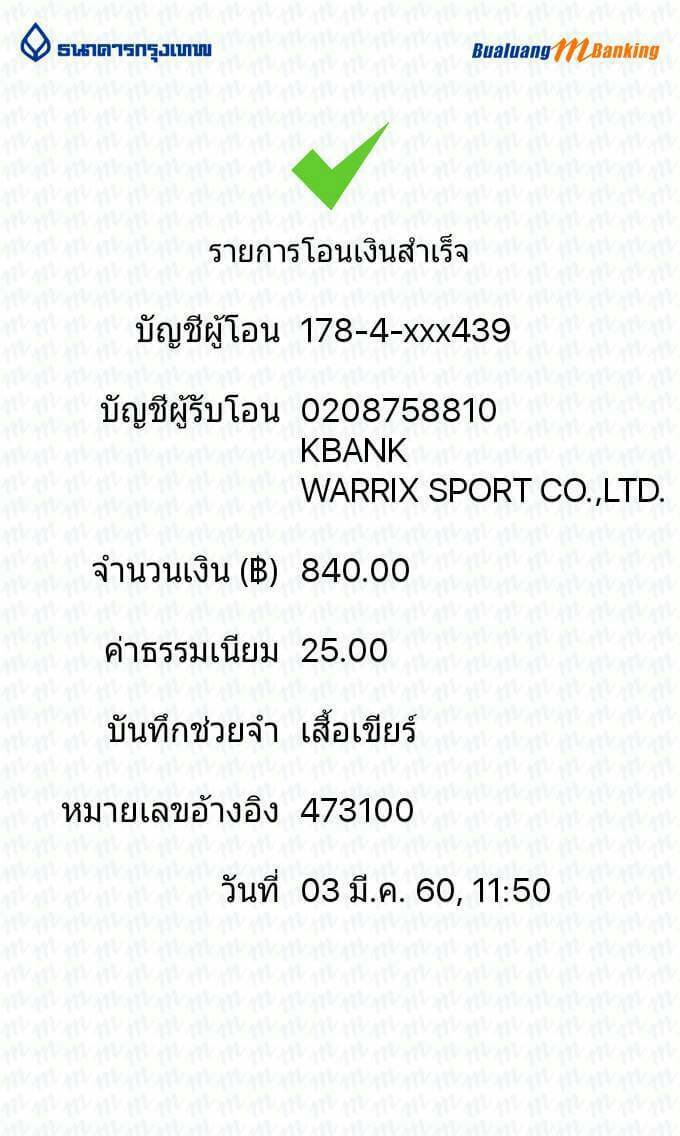 ธนาคารกรุงเทพ
Bualuang mBanking
รายการโอนเงินสำเร็จ
บัญชีผู้โอน 178-4-xxx439
บัญชีผู้รับโอน 0208758810
KBANK
WARRIX SPORT CO.,LTD.
จำนวนเงิน (฿) 840.00
ค่าธรรมเนียม 25.00
บันทึกช่วยจำ เสื้อเขียร์
หมายเลขอ้างอิง 473100
วันที่ 03 มี.ค. 60, 11:50